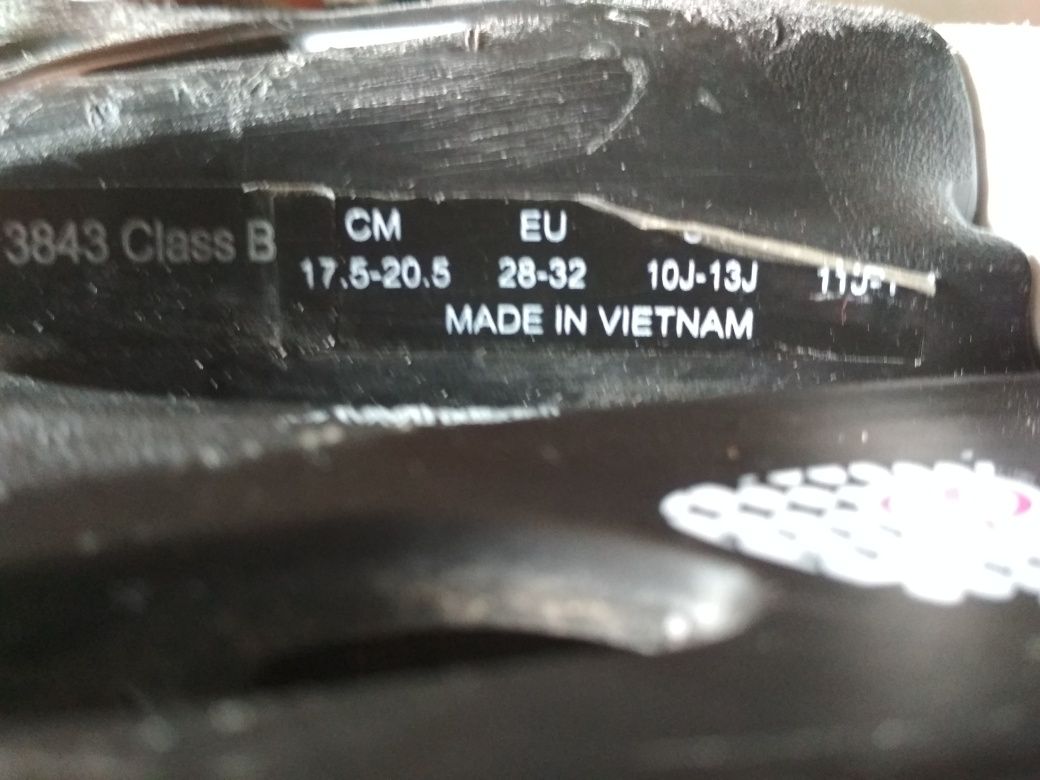 3843 Class B CM EU
17.5-20.5 28-32 10J-13J
MADE IN VIETNAM